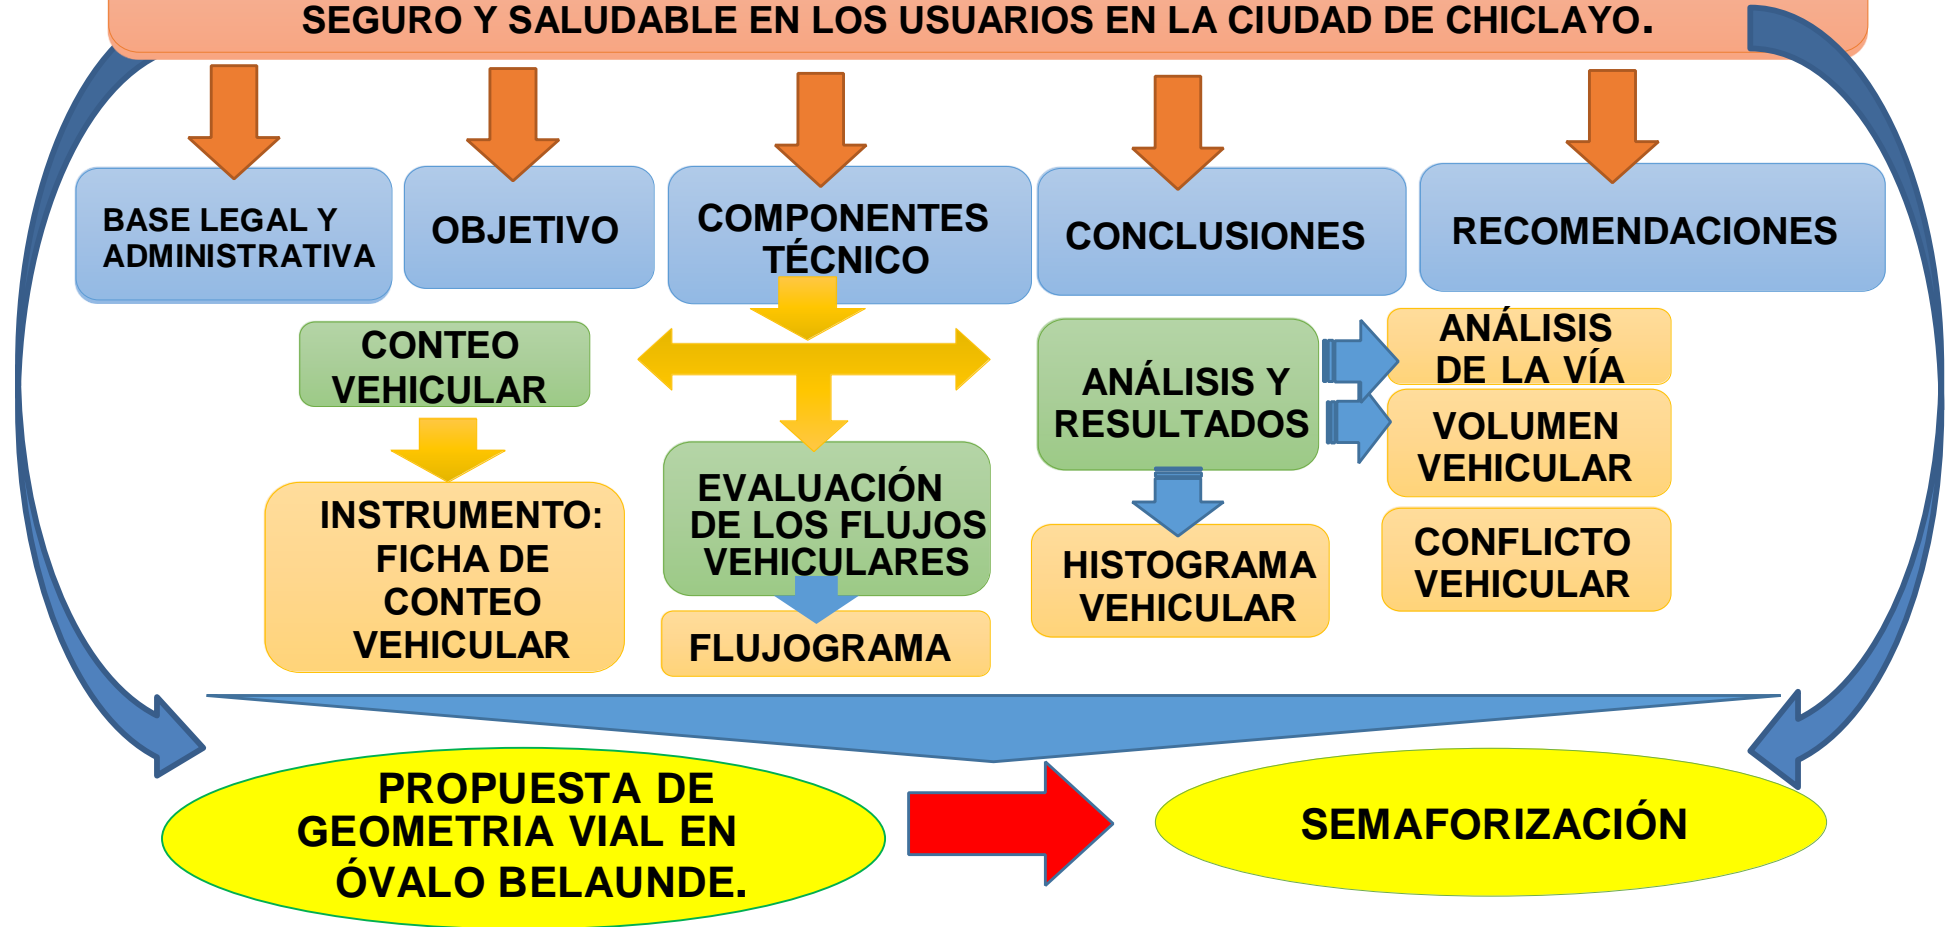 SEGURO Y SALUDABLE EN LOS USUARIOS EN LA CIUDAD DE CHICLAYO.
BASE LEGAL Y
ADMINISTRATIVA
OBJETIVO
COMPONENTES
TÉCNICO
CONCLUSIONES
RECOMENDACIONES
CONTEO
VEHICULAR
INSTRUMENTO:
FICHA DE
CONTEO
VEHICULAR
EVALUACIÓN
DE LOS FLUJOS
VEHICULARES
FLUJOGRAMA
ANÁLISIS Y
RESULTADOS
HISTOGRAMA
VEHICULAR
ANÁLISIS
DE LA VÍA
VOLUMEN
VEHICULAR
CONFLICTO
VEHICULAR
PROPUESTA DE
GEOMETRIA VIAL EN
ÓVALO BELAUNDE.
SEMAFORIZACIÓN